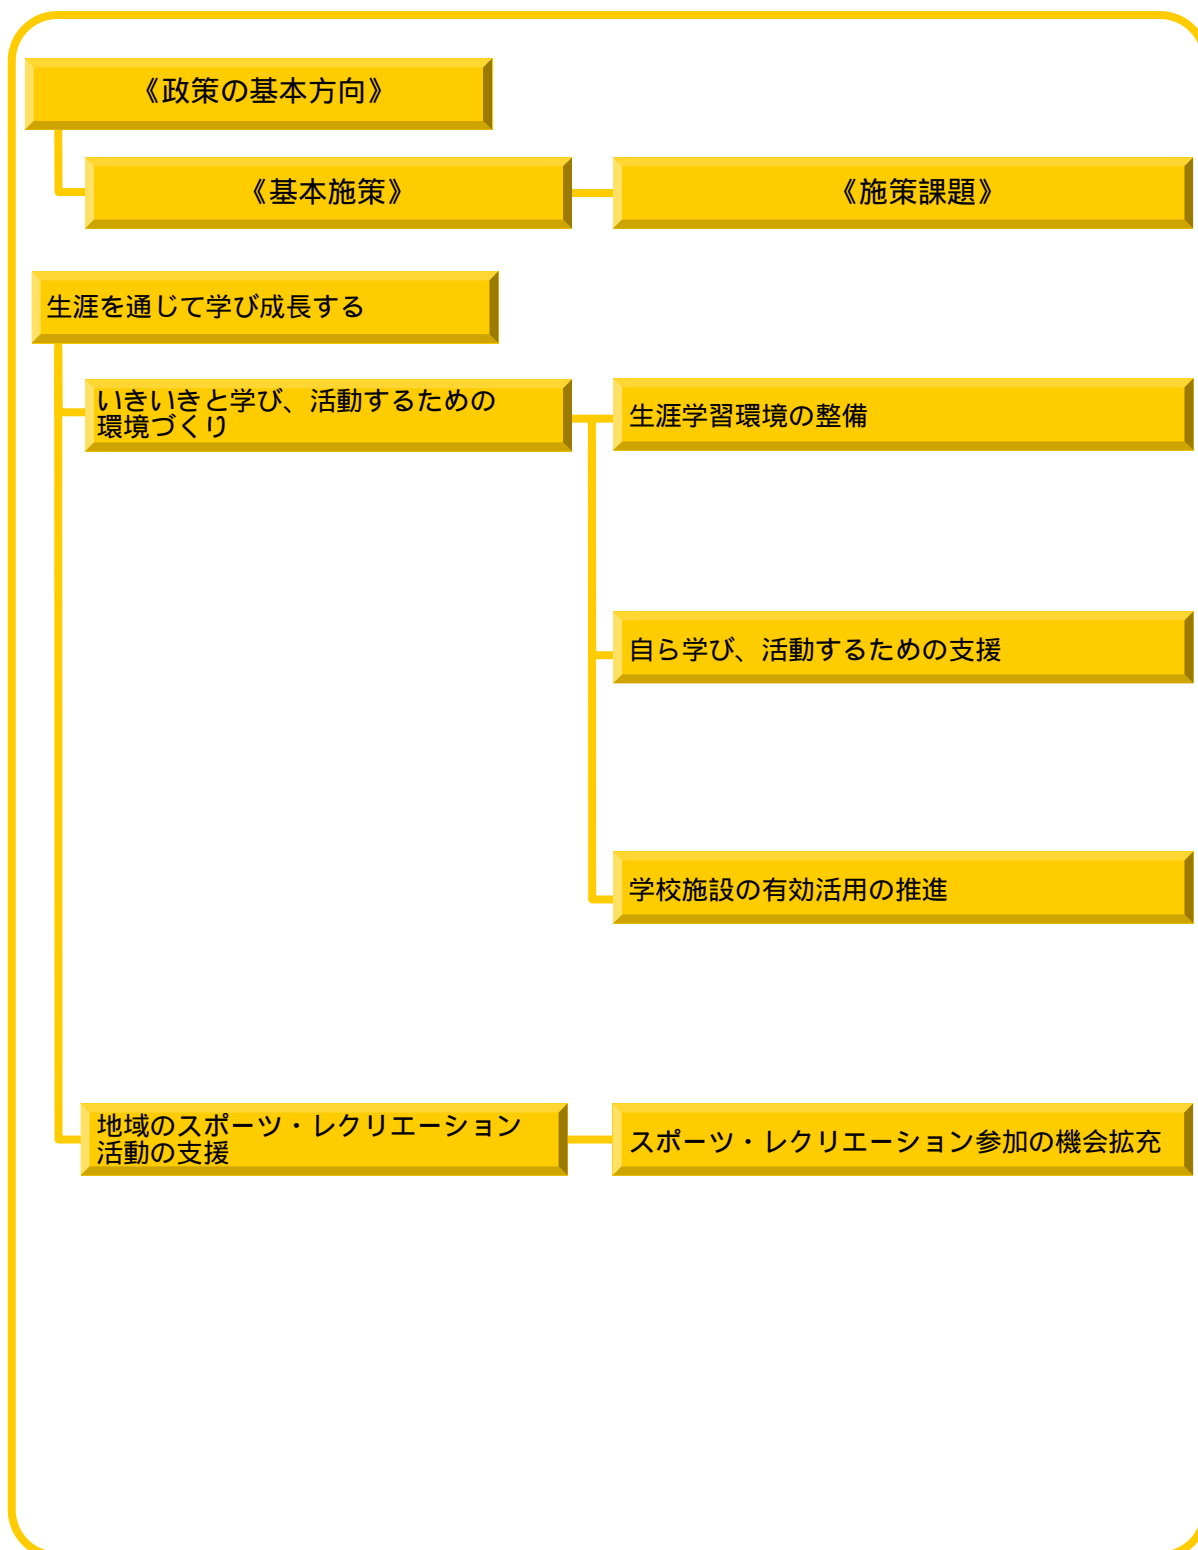 《政策の基本方向》
《基本施策》
《施策課題》
生涯を通じて学び成長する
いきいきと学び、活動するための
環境づくり
生涯学習環境の整備
自ら学び、活動するための支援
学校施設の有効活用の推進
地域のスポーツ・レクリエーション
活動の支援
スポーツ・レクリエーション参加の機会拡充